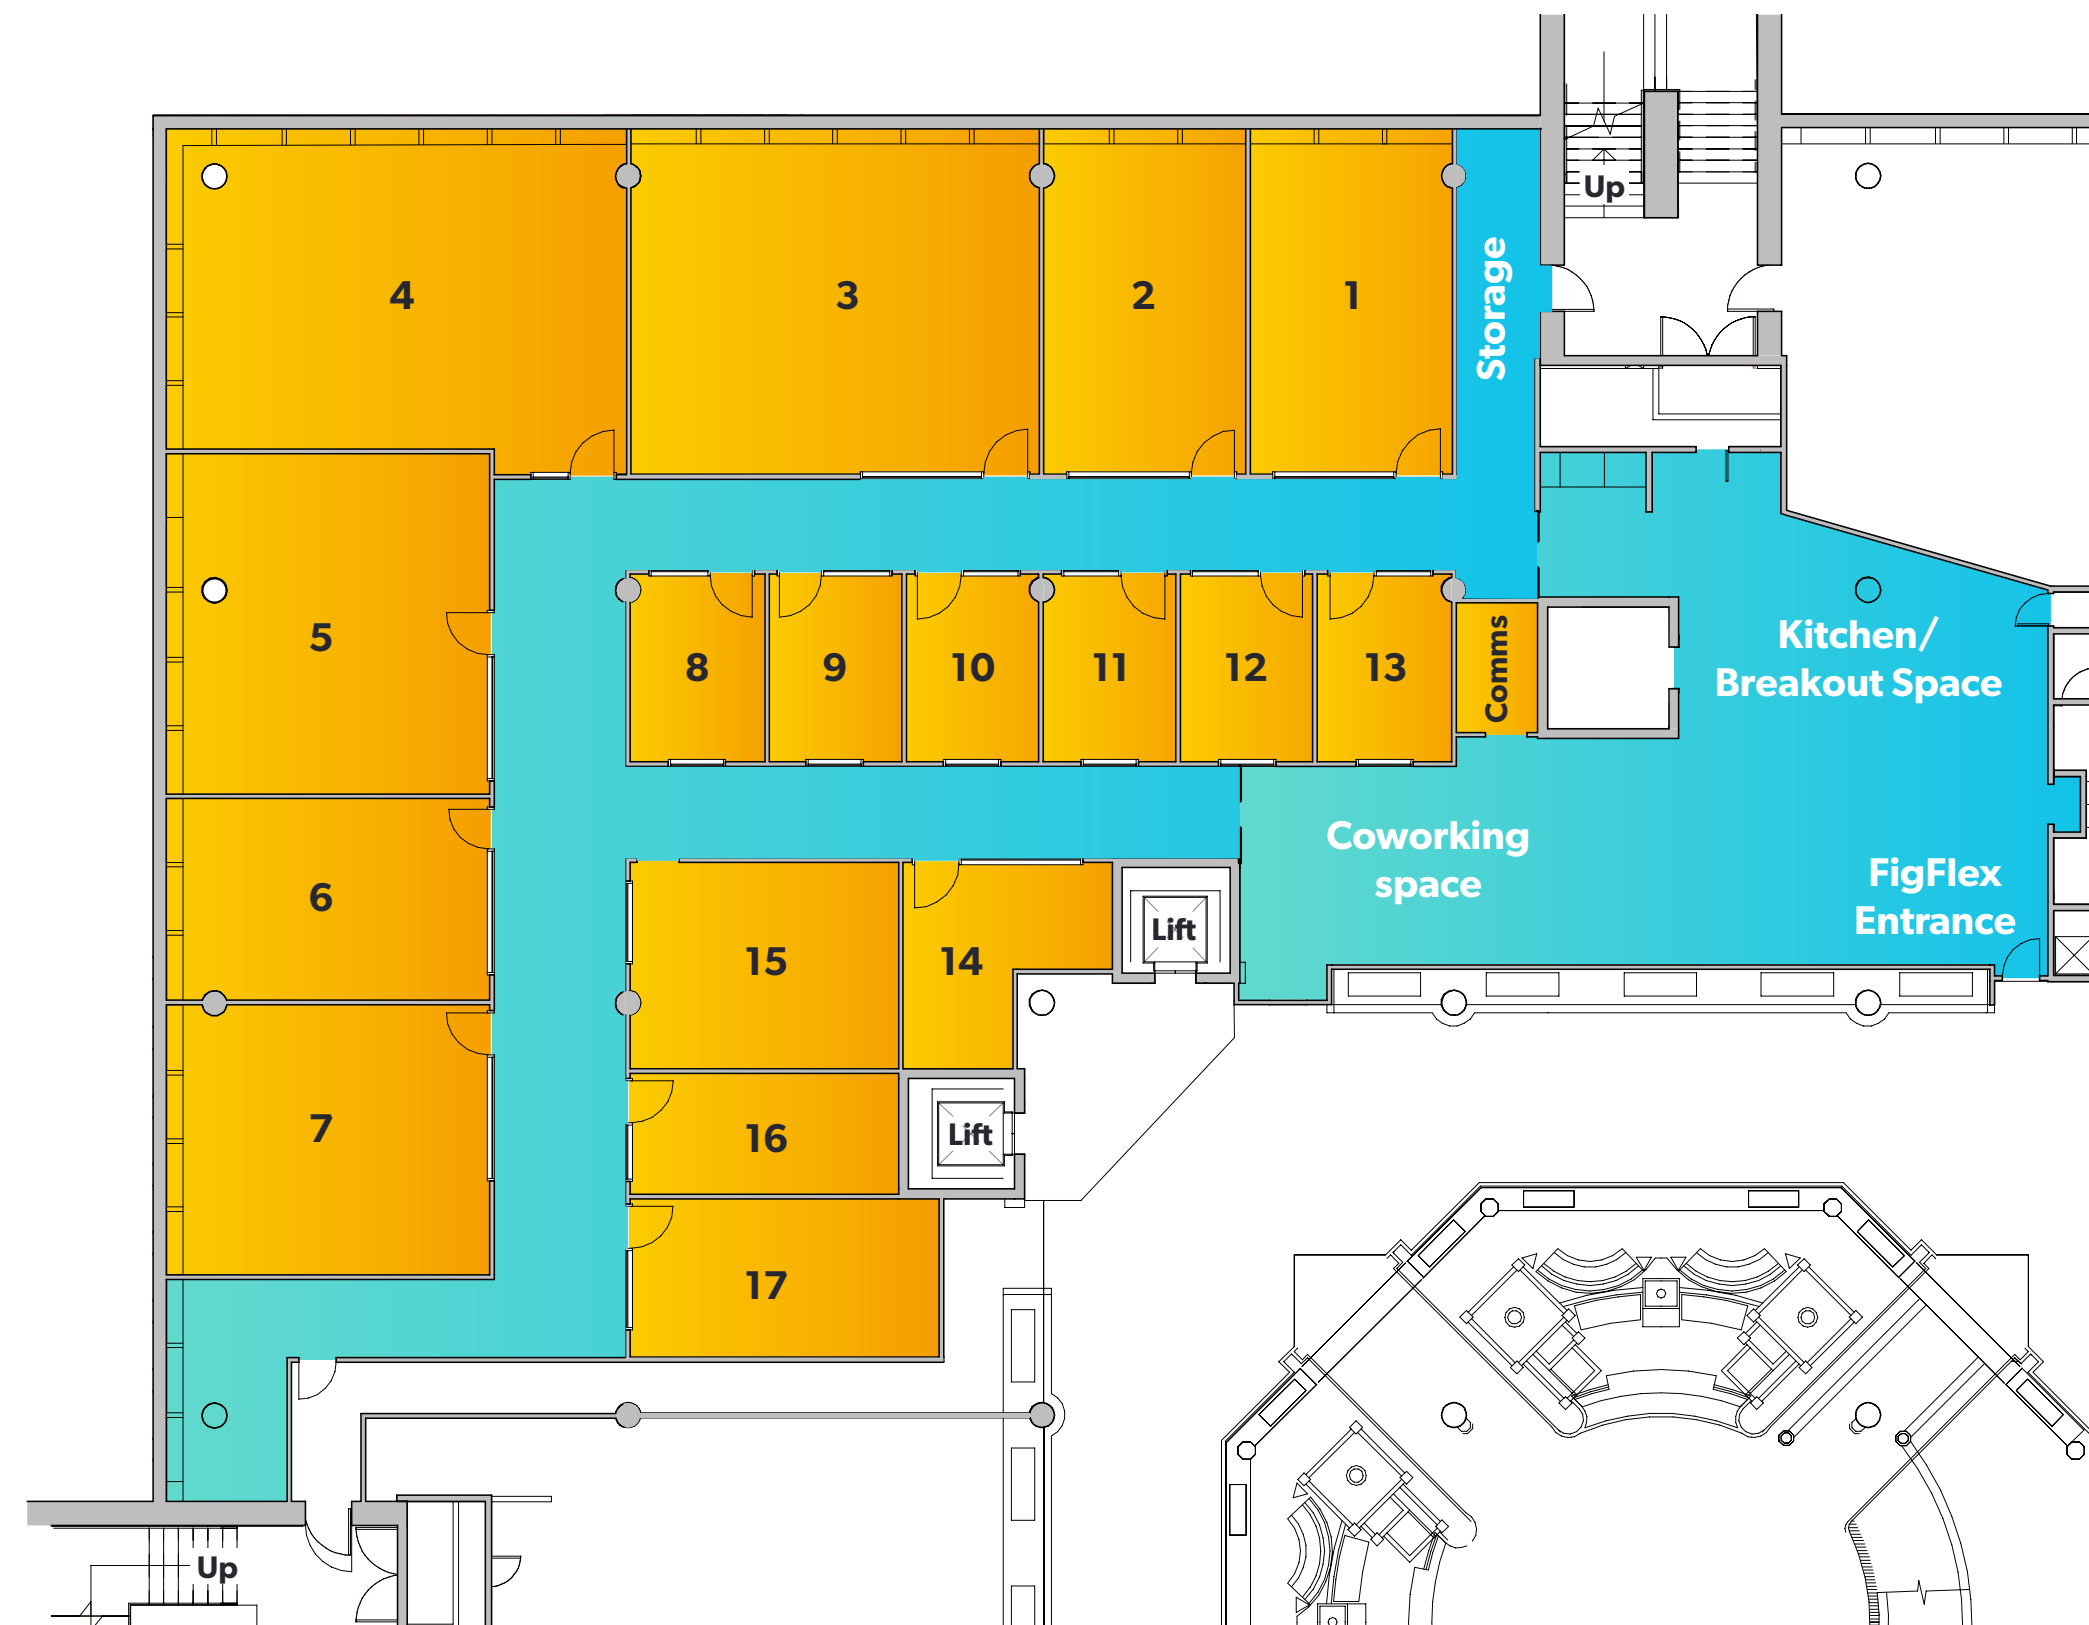 Up
4
3
2
1
Storage
5
8
9
10
11
12
13
Comms
Kitchen/
Breakout Space
Coworking
space
FigFlex
Entrance
6
15
14
Lift
7
16
Lift
17
Up